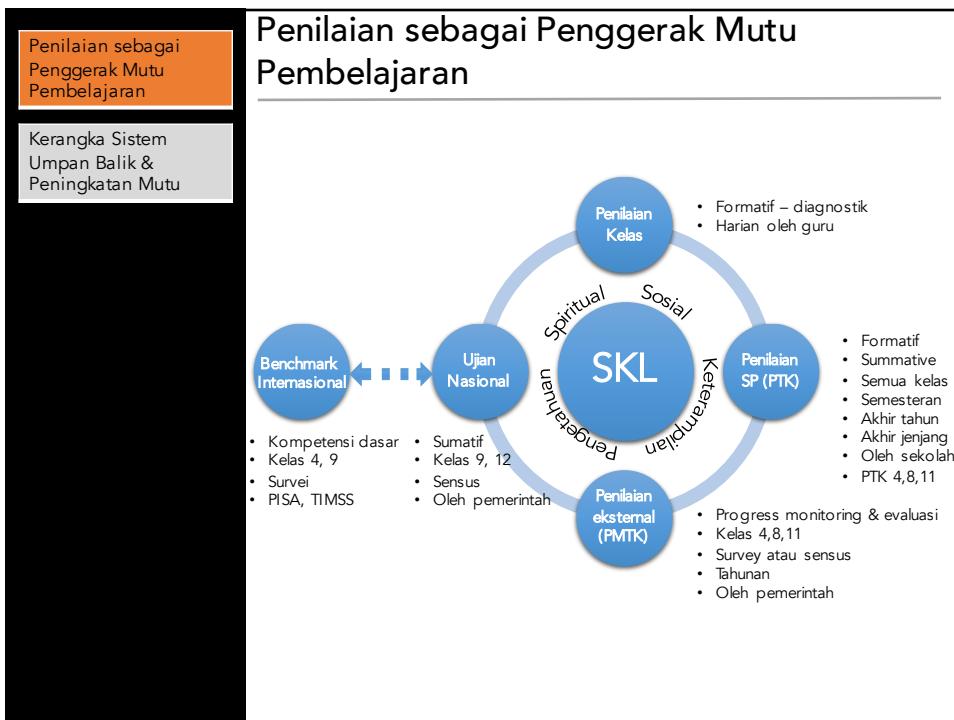 Penilaian sebagai
Penggerak Mutu
Pembelajaran
Kerangka Sistem
Umpan Balik &
Peningkatan Mutu
Penilaian sebagai Penggerak Mutu
Pembelajaran
Penilaian
Kelas
• Formatif – diagnostik
• Harian oleh guru
Spiritual
Sosial
Keterampilan
Pengetahuan
SKL
Benchmark
Internasional
• Kompetensi dasar
• Kelas 4, 9
• Survei
• PISA, TIMSS
Ujian
Nasional
• Sumatif
• Kelas 9, 12
• Sensus
• Oleh pemerintah
Penilaian
SP (PTK)
• Formatif
• Summative
• Semua kelas
• Semesteran
• Akhir tahun
• Akhir jenjang
• Oleh sekolah
• PTK 4,8,11
Penilaian
eksternal
(PMTK)
• Progress monitoring & evaluasi
• Kelas 4,8,11
• Survey atau sensus
• Tahunan
• Oleh pemerintah